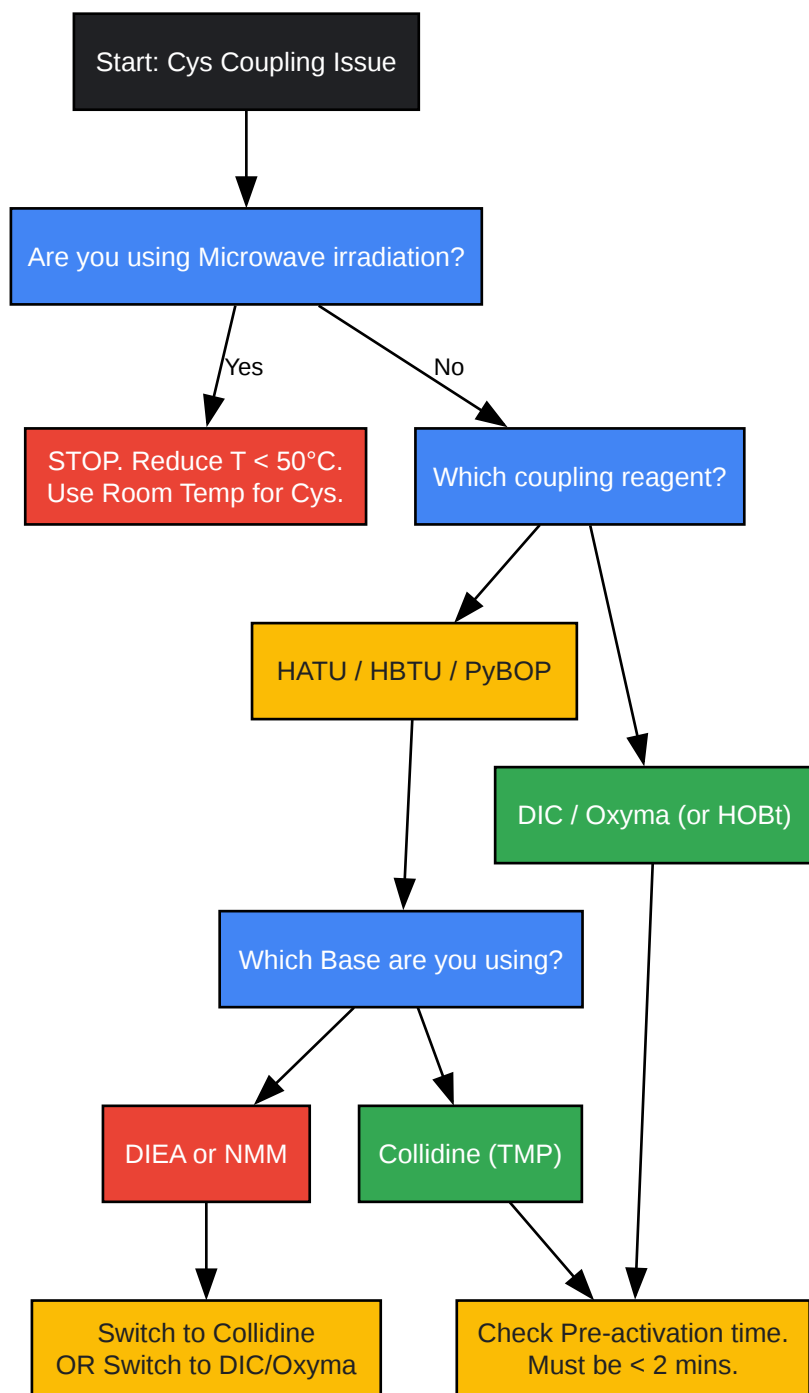 Start: Cys Coupling Issue
Are you using Microwave irradiation?
Yes
No
STOP. Reduce T < 50°C.
Use Room Temp for Cys.
Which coupling reagent?
HATU / HBTU / PyBOP
DIC / Oxyma (or HOBt)
Which Base are you using?
DIEA or NMM
Collidine (TMP)
Switch to Collidine
OR Switch to DIC/Oxyma
Check Pre-activation time.
Must be < 2 mins.